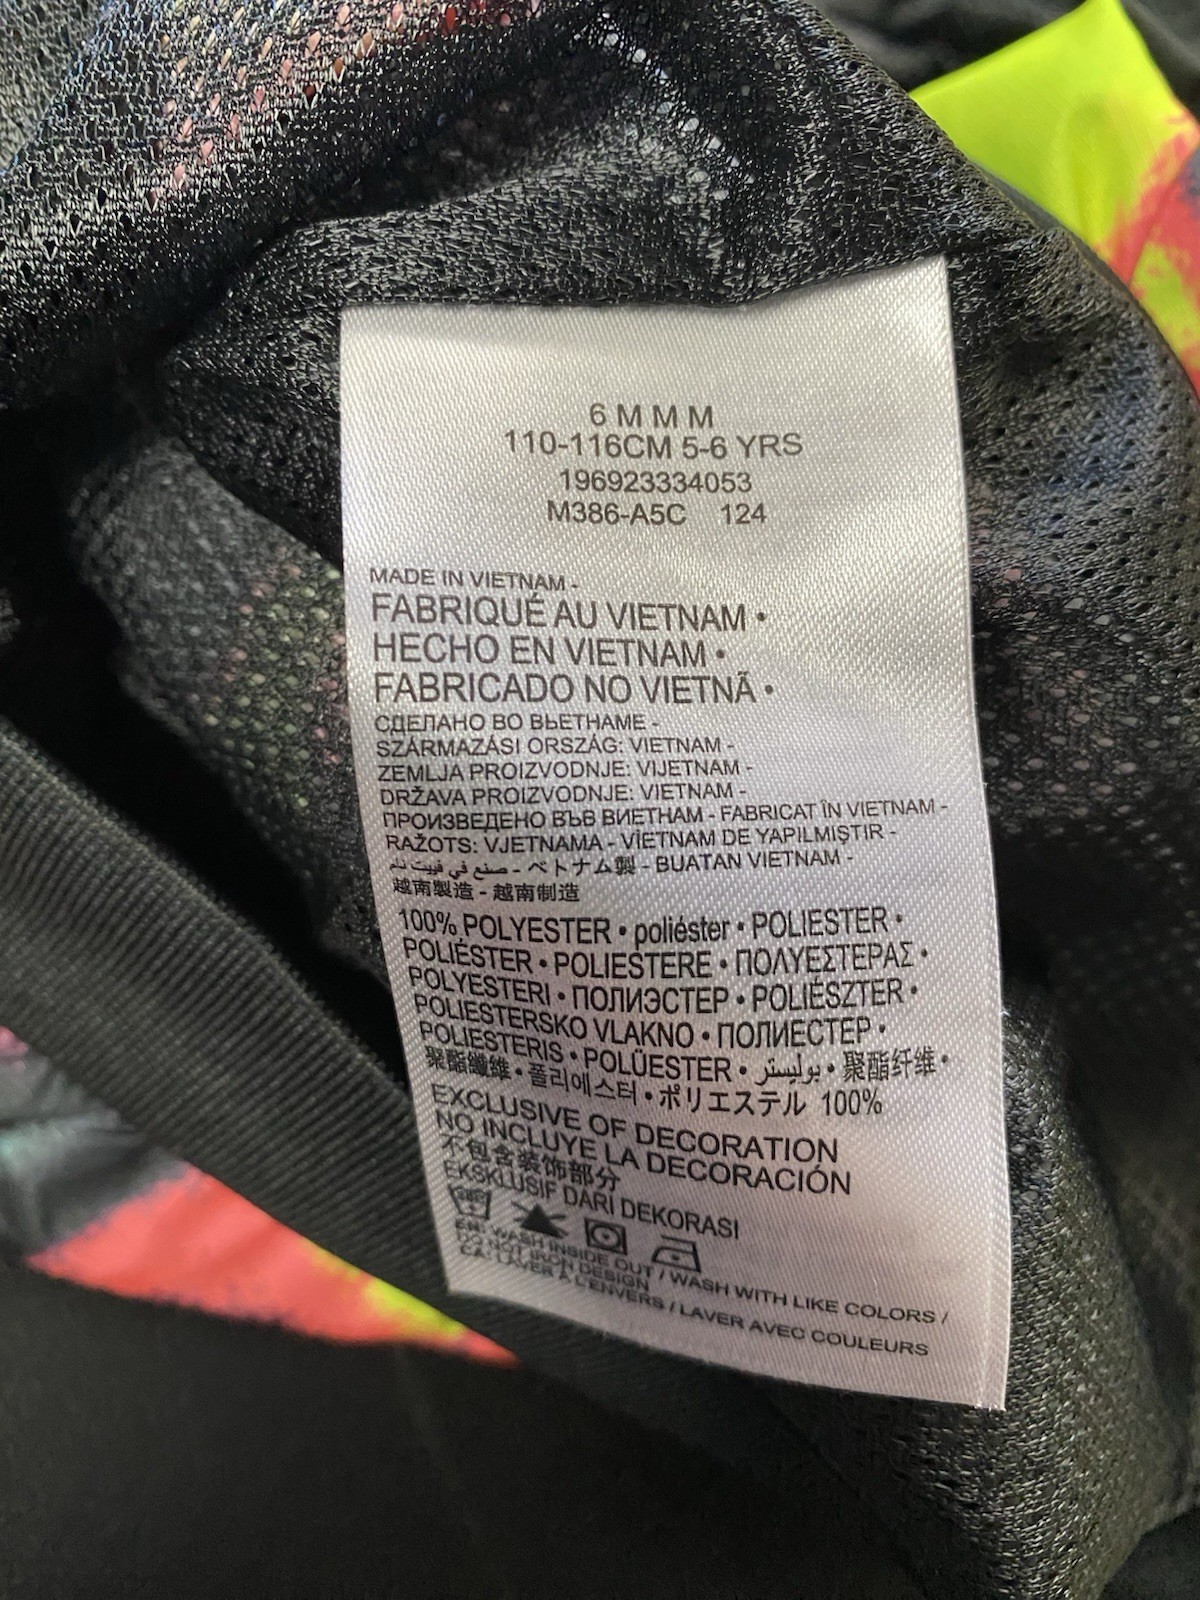 6 M M M
110-116CM 5-6 YRS
196923334053
M386-A5C 124
MADE IN VIETNAM -
FABRIQUÉ AU VIETNAM •
HECHO EN VIETNAM •
FABRICADO NO VIETNÃ •
СДЕЛАНО ВО ВЬЕТНАМЕ -
SZÁRMAZÁSI ORSZÁG: VIETNAM -
ZEMLJA PROIZVODNJE: VIJETNAM -
DRŽAVA PROIZVODNJE: VIETNAM -
ПРОИЗВЕДЕНО ВЪВ ВИЕТНАМ - FABRICAT ÎN VIETNAM -
RAŽOTS: VJETNAMA - VİETNAM DE YAPILMIŞTIR -
صنع في فييت نام - ベトナム製 - BUATAN VIETNAM -
越南製造 - 越南制造
100% POLYESTER • poliéster • POLIESTER •
POLIÉSTER • POLIESTERE • ΠΟΛΥΕΣΤΕΡΑΣ •
POLYESTERI • ПОЛИЭСТЕР • POLIÉSZTER •
POLIESTERSKO VLAKNO • ПОЛИЕСТЕР •
POLIESTERIS • POLÜESTER • بوليستر • 聚酯纤维 •
聚酯纖維 • 폴리에스터 • ポリエステル 100%
EXCLUSIVE OF DECORATION
NO INCLUYE LA DECORACIÓN
不包含装饰部分
EKSKLUSIF DARI DEKORASI
EN: WASH INSIDE OUT / WASH WITH LIKE COLORS /
DO NOT IRON DESIGN
CA: LAVER À L'ENVERS / LAVER AVEC COULEURS